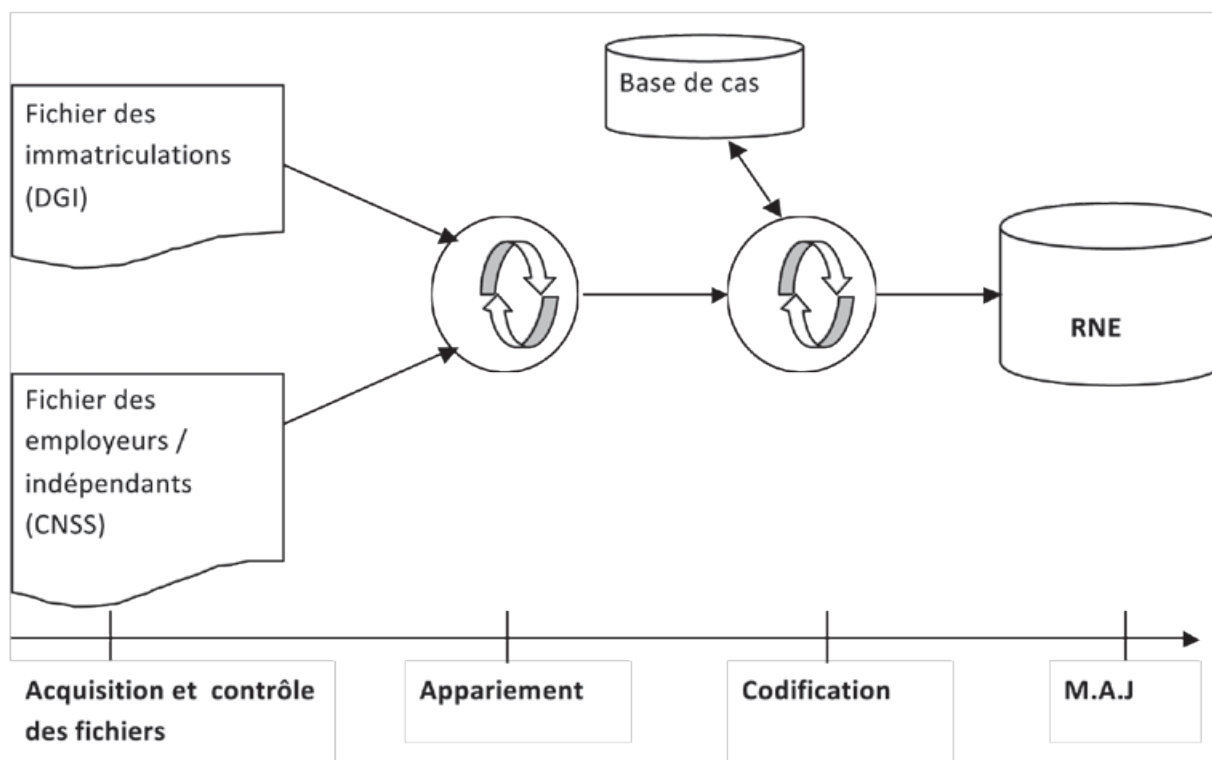 Base de cas
Fichier des
immatriculations
(DGI)
RNE
Fichier des
employeurs /
indépendants
(CNSS)
Acquisition et contrôle
des fichiers
Appariement
Codification
M.A.J